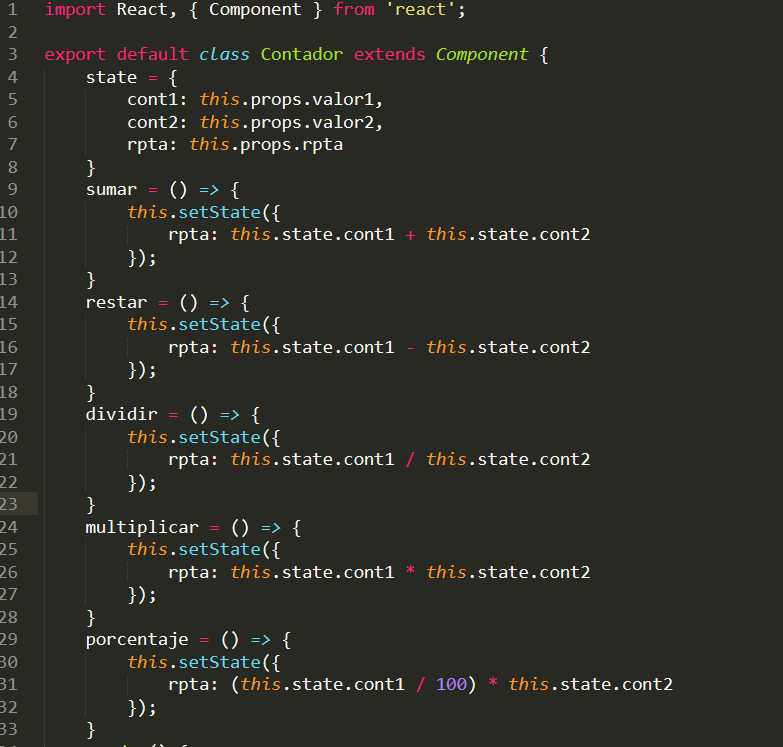 1 import React, { Component } from 'react';
2
3 export default class Contador extends Component {
4     state = {
5         cont1: this.props.valor1,
6         cont2: this.props.valor2,
7         rpta: this.props.rpta
8     }
9     sumar = () => {
10         this.setState({
11             rpta: this.state.cont1 + this.state.cont2
12         });
13     }
14     restar = () => {
15         this.setState({
16             rpta: this.state.cont1 - this.state.cont2
17         });
18     }
19     dividir = () => {
20         this.setState({
21             rpta: this.state.cont1 / this.state.cont2
22         });
23     }
24     multiplicar = () => {
25         this.setState({
26             rpta: this.state.cont1 * this.state.cont2
27         });
28     }
29     porcentaje = () => {
30         this.setState({
31             rpta: (this.state.cont1 / 100) * this.state.cont2
32         });
33     }